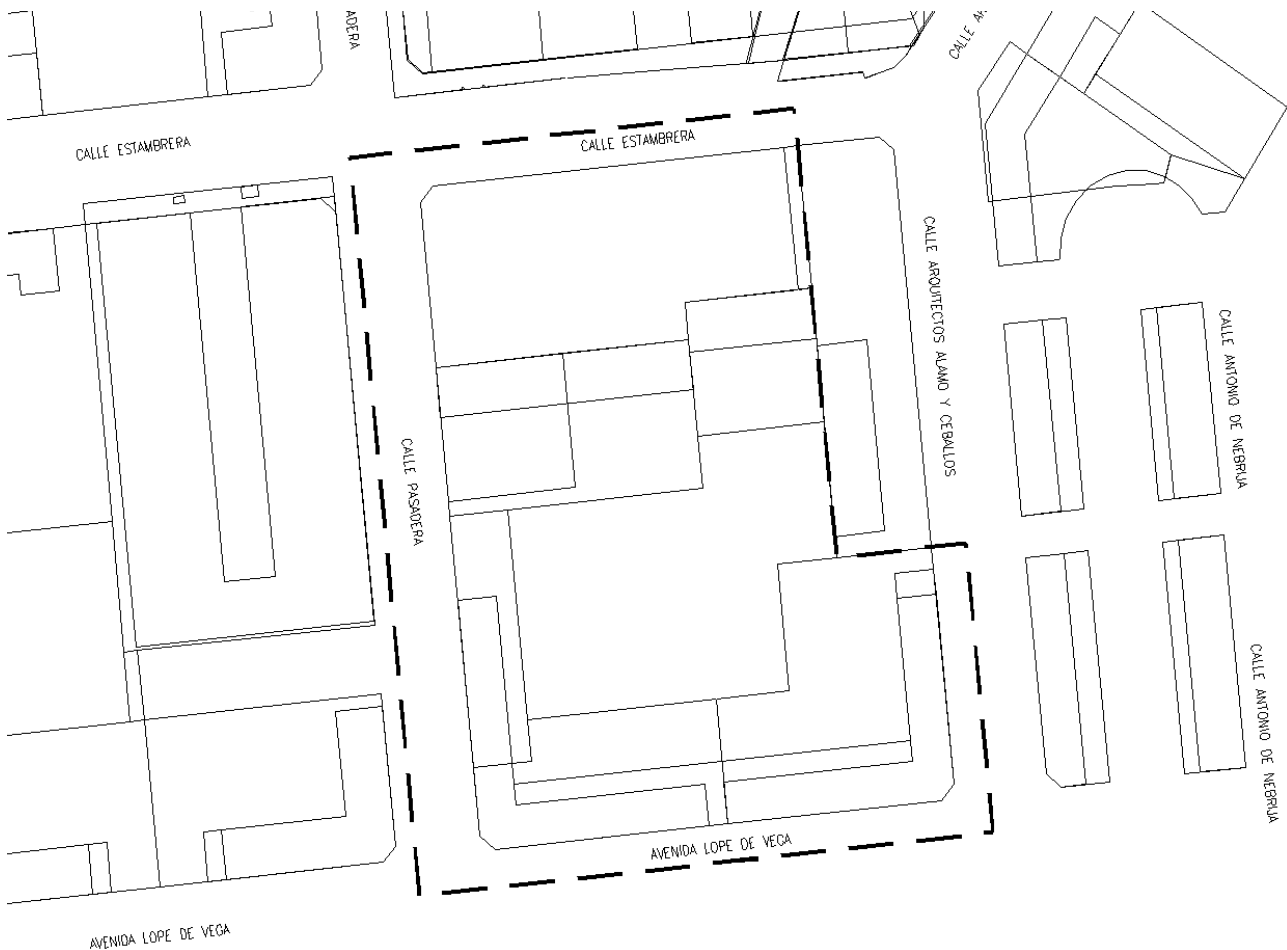 ADERA
CALLE ESTAMBRERA
CALLE ESTAMBRERA
CALLE
CALLE ARQUITECTOS ALAMO Y CEBALLOS
CALLE ANTONIO DE NEBRIJA
CALLE PASADERA
CALLE ANTONIO DE NEBRIJA
AVENIDA LOPE DE VEGA
AVENIDA LOPE DE VEGA